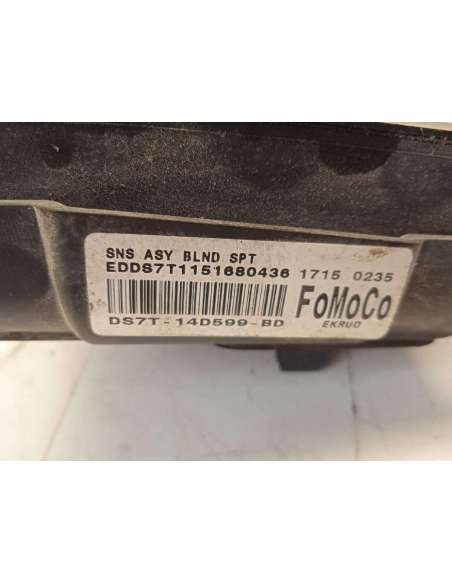 SNS ASY BLND SPT
EDDS7T1151680436 1715 0235
FoMoCo
EKRUD
DS7T-14D599-BD